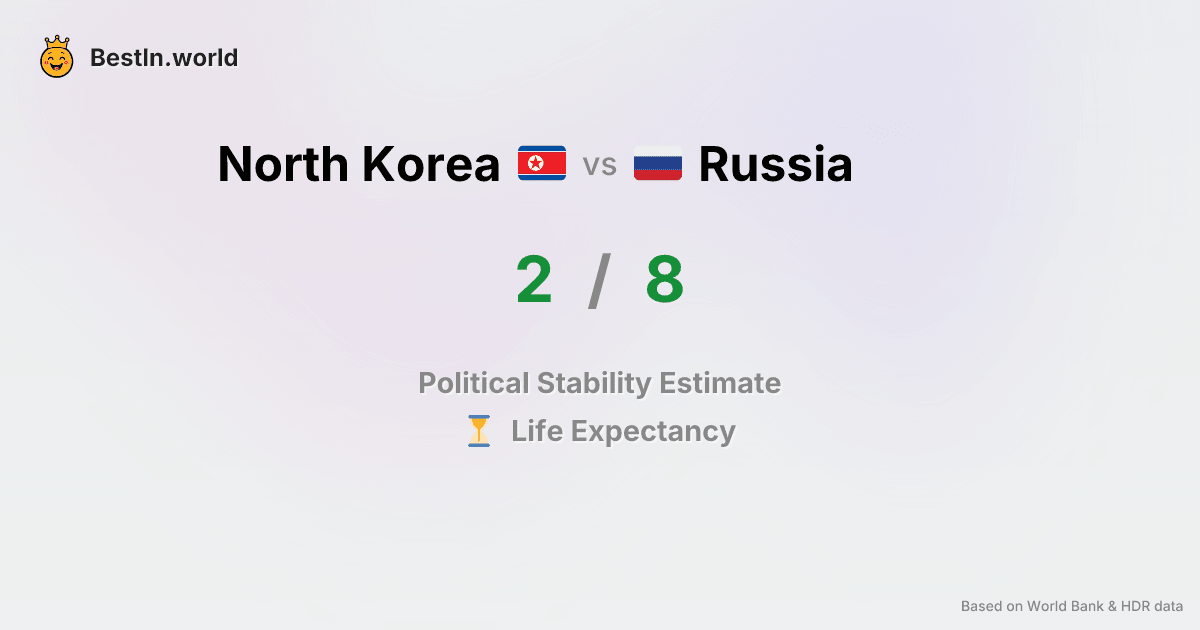 BestIn.world
North Korea vs Russia
2 / 8
Political Stability Estimate
Life Expectancy
Based on World Bank & HDR data